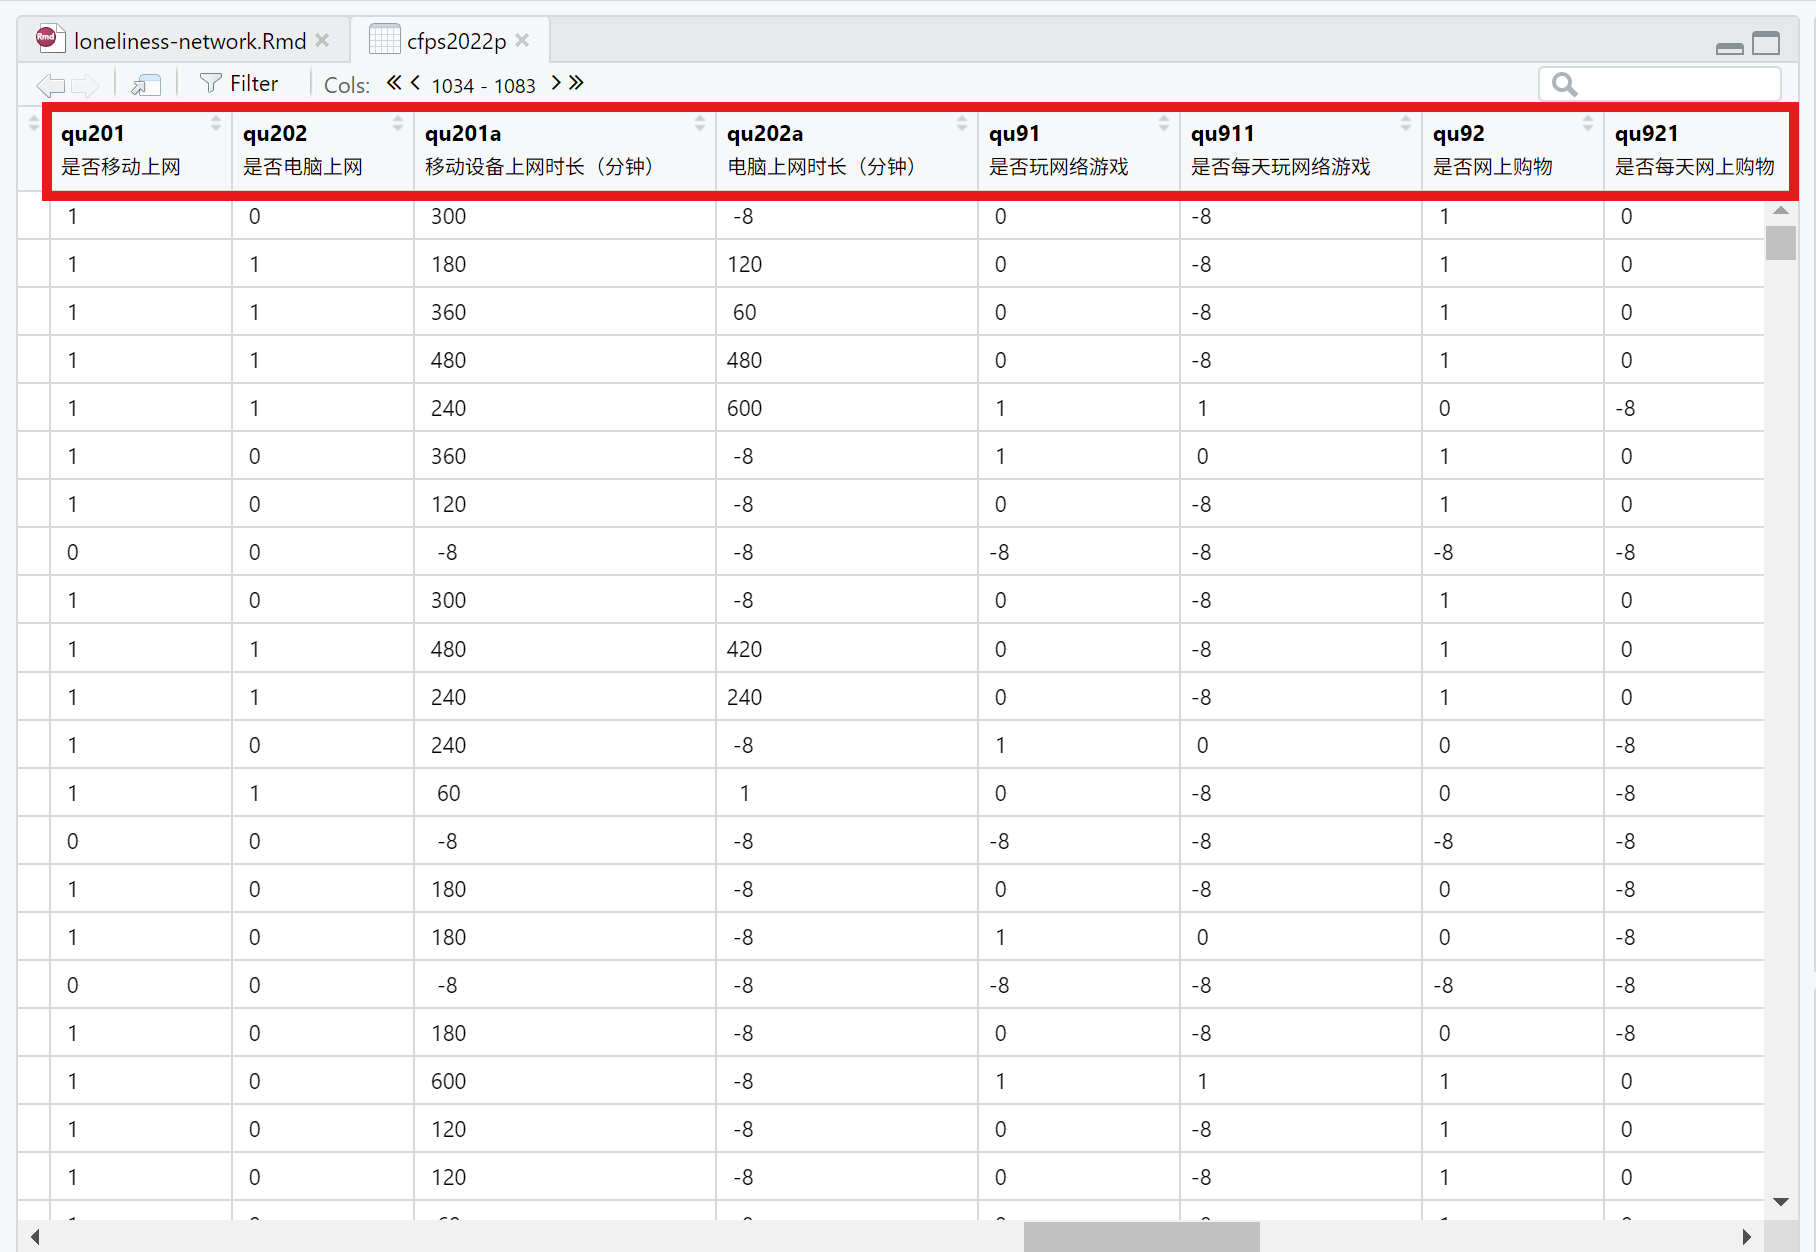 loneliness-network.Rmd cfps2022p
Filter Cols: 1034 - 1083
qu201 qu202 qu201a qu202a qu91 qu911 qu92 qu921
是否移动上网 是否电脑上网 移动设备上网时长（分钟） 电脑上网时长（分钟） 是否玩网络游戏 是否每天玩网络游戏 是否网上购物 是否每天网上购物
1 0 300 -8 0 -8 1 0
1 1 180 120 0 -8 1 0
1 1 360 60 0 -8 1 0
1 1 480 480 0 -8 1 0
1 1 240 600 1 1 0 -8
1 0 360 -8 1 0 1 0
1 0 120 -8 0 -8 1 0
0 0 -8 -8 -8 -8 -8 -8
1 0 300 -8 0 -8 1 0
1 1 480 420 0 -8 1 0
1 1 240 240 0 -8 1 0
1 0 240 -8 1 0 0 -8
1 1 60 1 0 -8 0 -8
0 0 -8 -8 -8 -8 -8 -8
1 0 180 -8 0 -8 0 -8
1 0 180 -8 1 0 0 -8
0 0 -8 -8 -8 -8 -8 -8
1 0 180 -8 0 -8 0 -8
1 0 600 -8 1 1 1 0
1 0 120 -8 0 -8 1 0
1 0 120 -8 0 -8 1 0